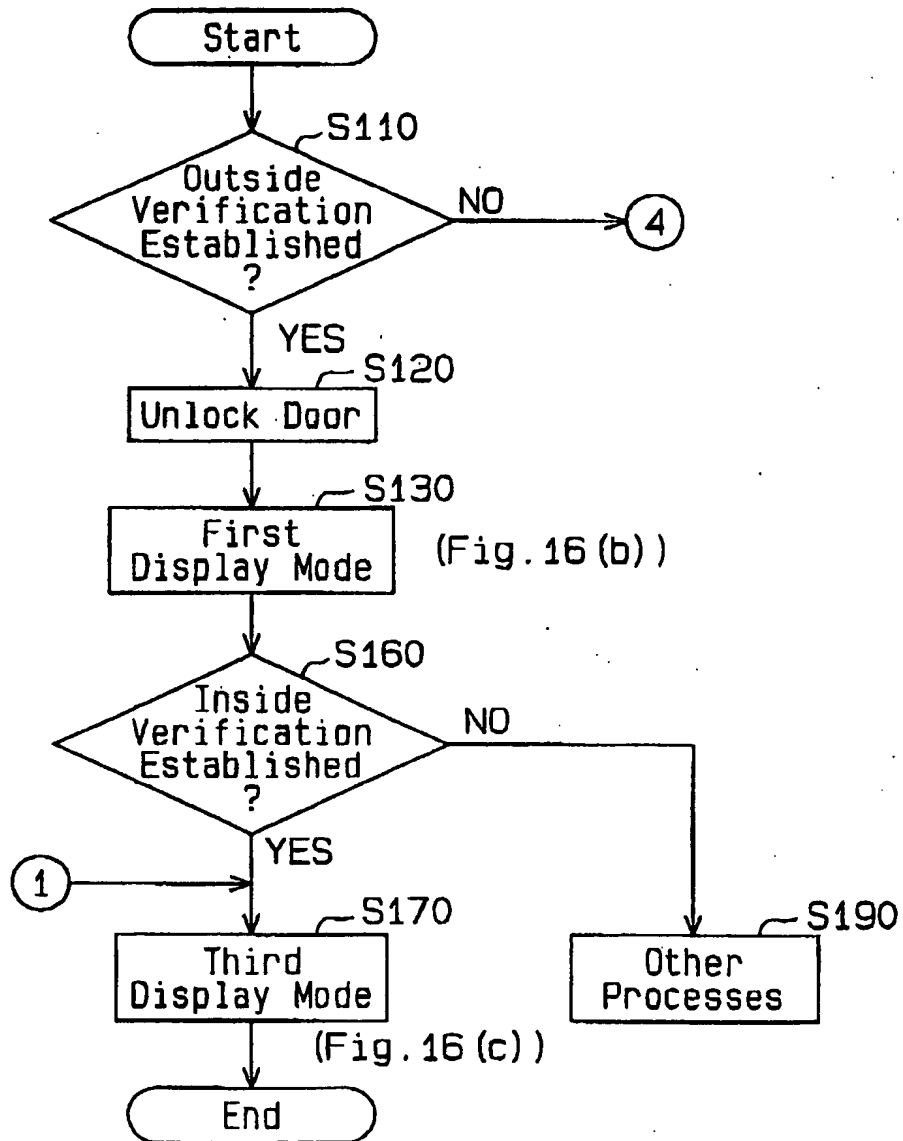 Start
S110
Outside
Verification
Established
?
NO
4
YES
S120
Unlock Door
S130
First
Display Mode
(Fig.16(b))
S160
Inside
Verification
Established
?
NO
YES
1
S170
Third
Display Mode
(Fig.16(c))
S190
Other
Processes
End